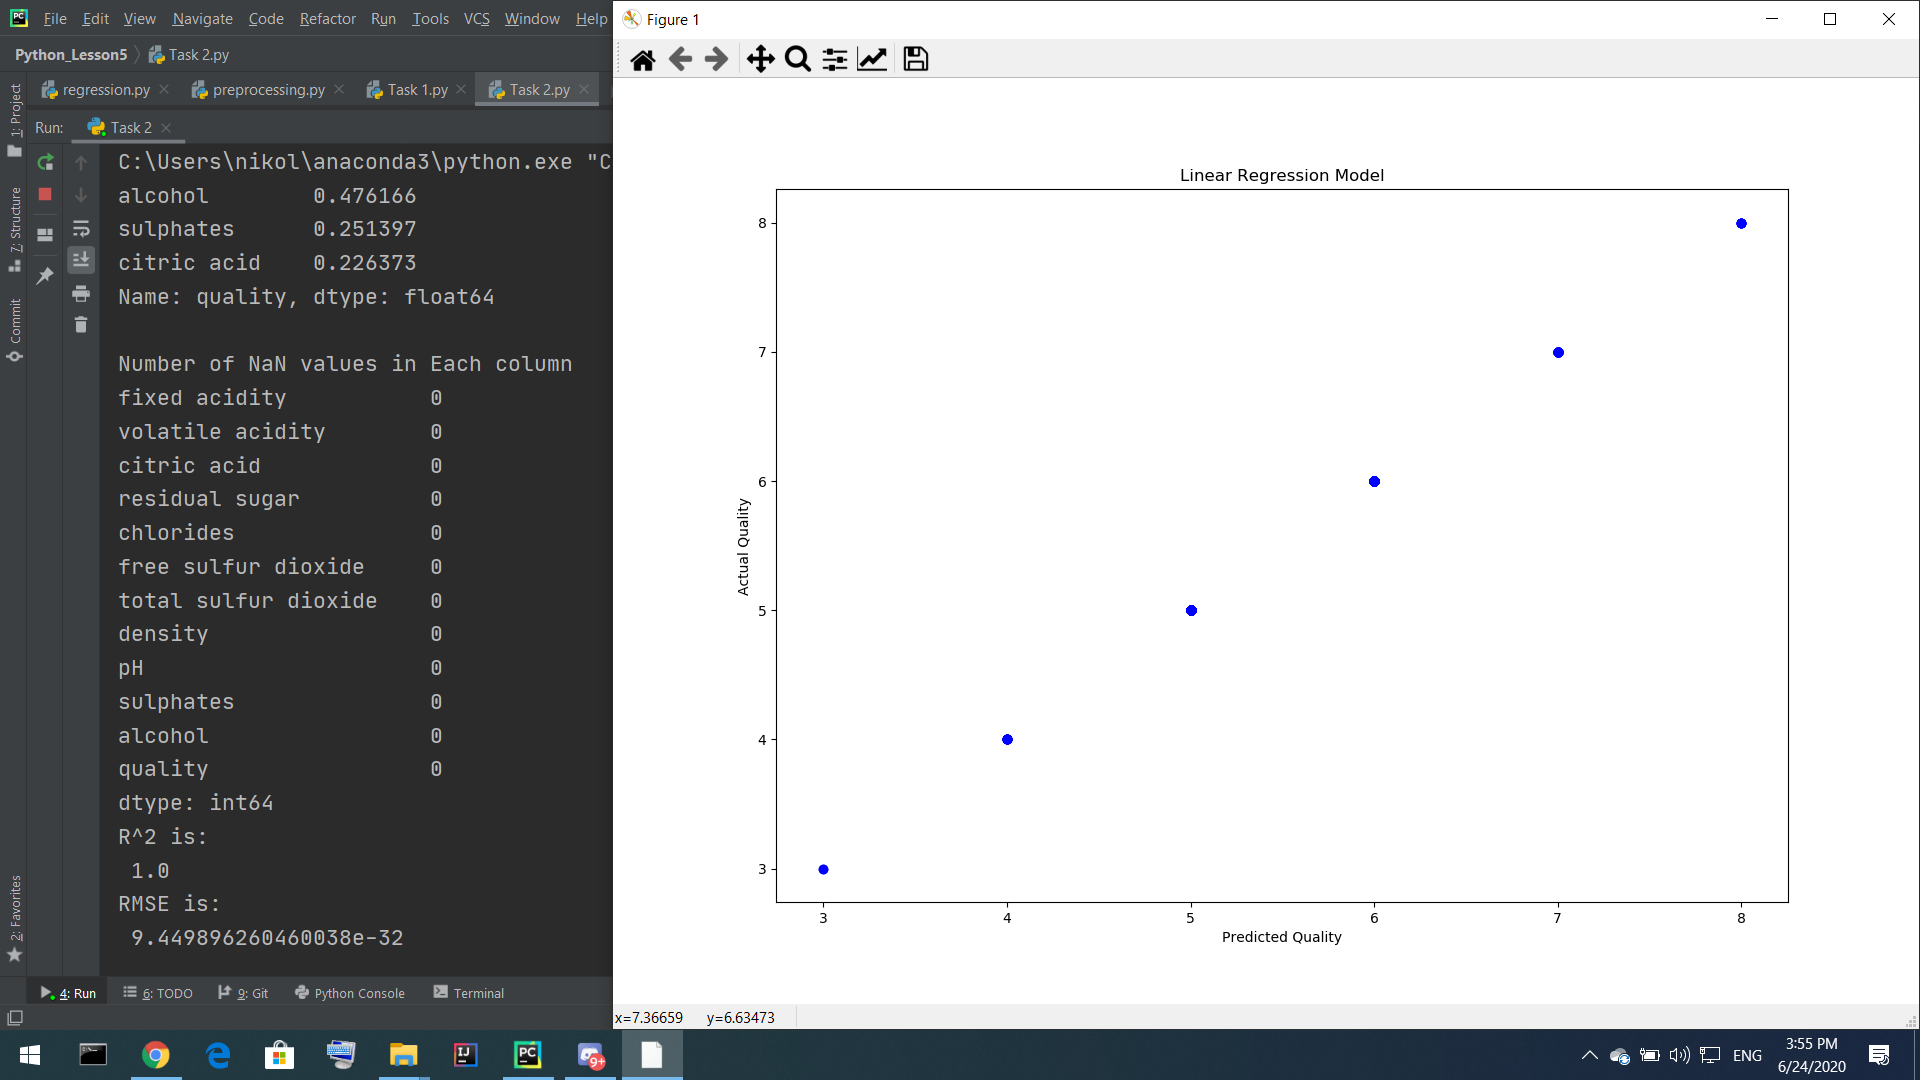 File Edit View Navigate Code Refactor Run Tools VCS Window Help
Python_Lesson5 Task 2.py
regression.py preprocessing.py Task 1.py Task 2.py
Run: Task 2
1: Project
7: Structure
Commit
2: Favorites
C:\Users\nikol\anaconda3\python.exe "C
alcohol 0.476166
sulphates 0.251397
citric acid 0.226373
Name: quality, dtype: float64
Number of NaN values in Each column
fixed acidity 0
volatile acidity 0
citric acid 0
residual sugar 0
chlorides 0
free sulfur dioxide 0
total sulfur dioxide 0
density 0
pH 0
sulphates 0
alcohol 0
quality 0
dtype: int64
R^2 is:
1.0
RMSE is:
9.449896260460038e-32
4: Run 6: TODO 9: Git Python Console Terminal
Figure 1
Linear Regression Model
8
7
6
5
4
3
Actual Quality
3 4 5 6 7 8
Predicted Quality
x=7.36659 y=6.63473
PC IJ PC 9+
ENG
3:55 PM
6/24/2020